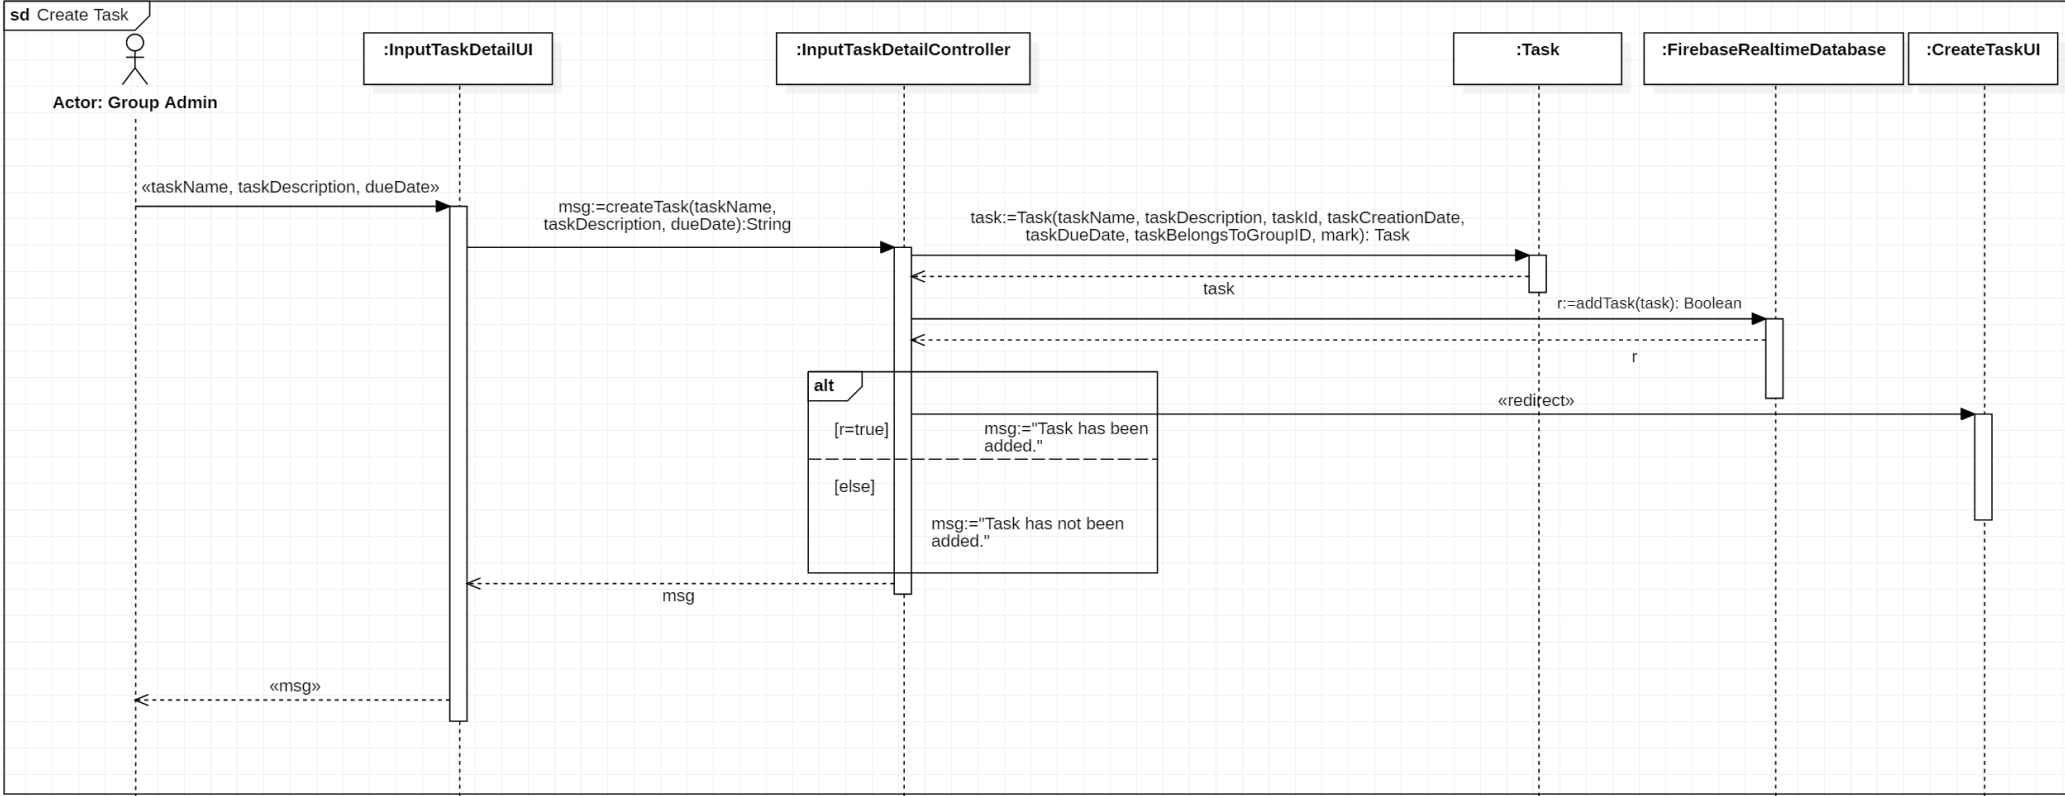 sd Create Task
Actor: Group Admin
:InputTaskDetailUI
:InputTaskDetailController
:Task
:FirebaseRealtimeDatabase
:CreateTaskUI
«taskName, taskDescription, dueDate»
msg:=createTask(taskName,
taskDescription, dueDate):String
task:=Task(taskName, taskDescription, taskId, taskCreationDate,
taskDueDate, taskBelongsToGroupID, mark): Task
task
r:=addTask(task): Boolean
r
alt
«redirect»
[r=true]
msg:="Task has been
added."
[else]
msg:="Task has not been
added."
msg
«msg»